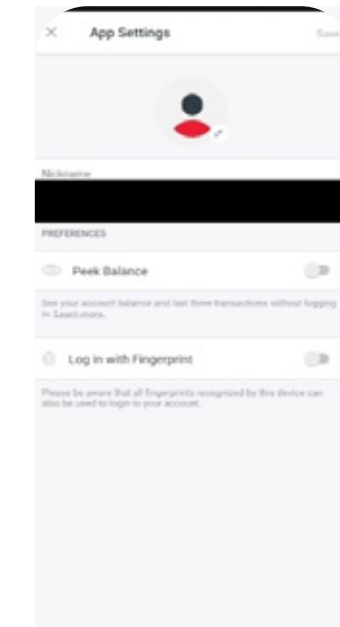 App Settings
Save
Nickname
PREFERENCES
Peek Balance
See your account balance and last three transactions without logging
in. Learn more.
Log in with Fingerprint
Please be aware that all fingerprints recognized by this device can
also be used to login to your account.